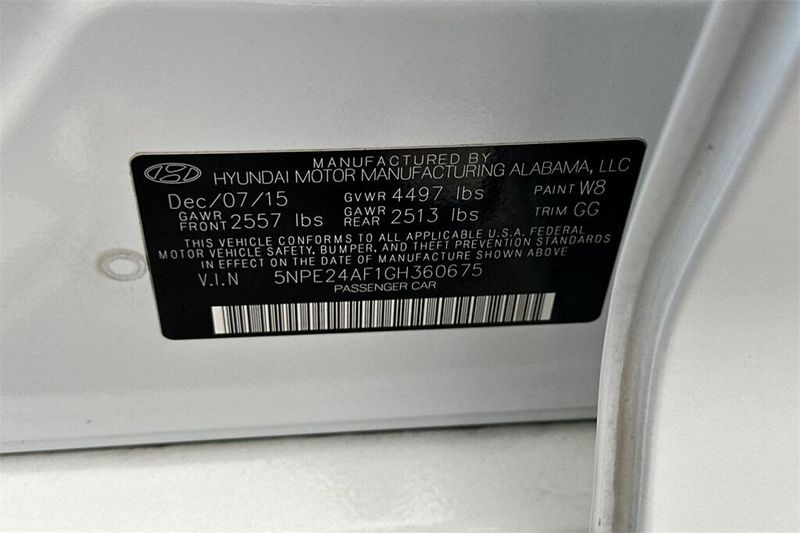 MANUFACTURED BY
HYUNDAI MOTOR MANUFACTURING ALABAMA, LLC
Dec/07/15 GVWR 4497 lbs PAINT W8
GAWR FRONT 2557 lbs GAWR REAR 2513 lbs TRIM GG
THIS VEHICLE CONFORMS TO ALL APPLICABLE U.S.A. FEDERAL
MOTOR VEHICLE SAFETY, BUMPER, AND THEFT PREVENTION STANDARDS
IN EFFECT ON THE DATE OF MANUFACTURE SHOWN ABOVE
V.I.N 5NPE24AF1GH360675
PASSENGER CAR